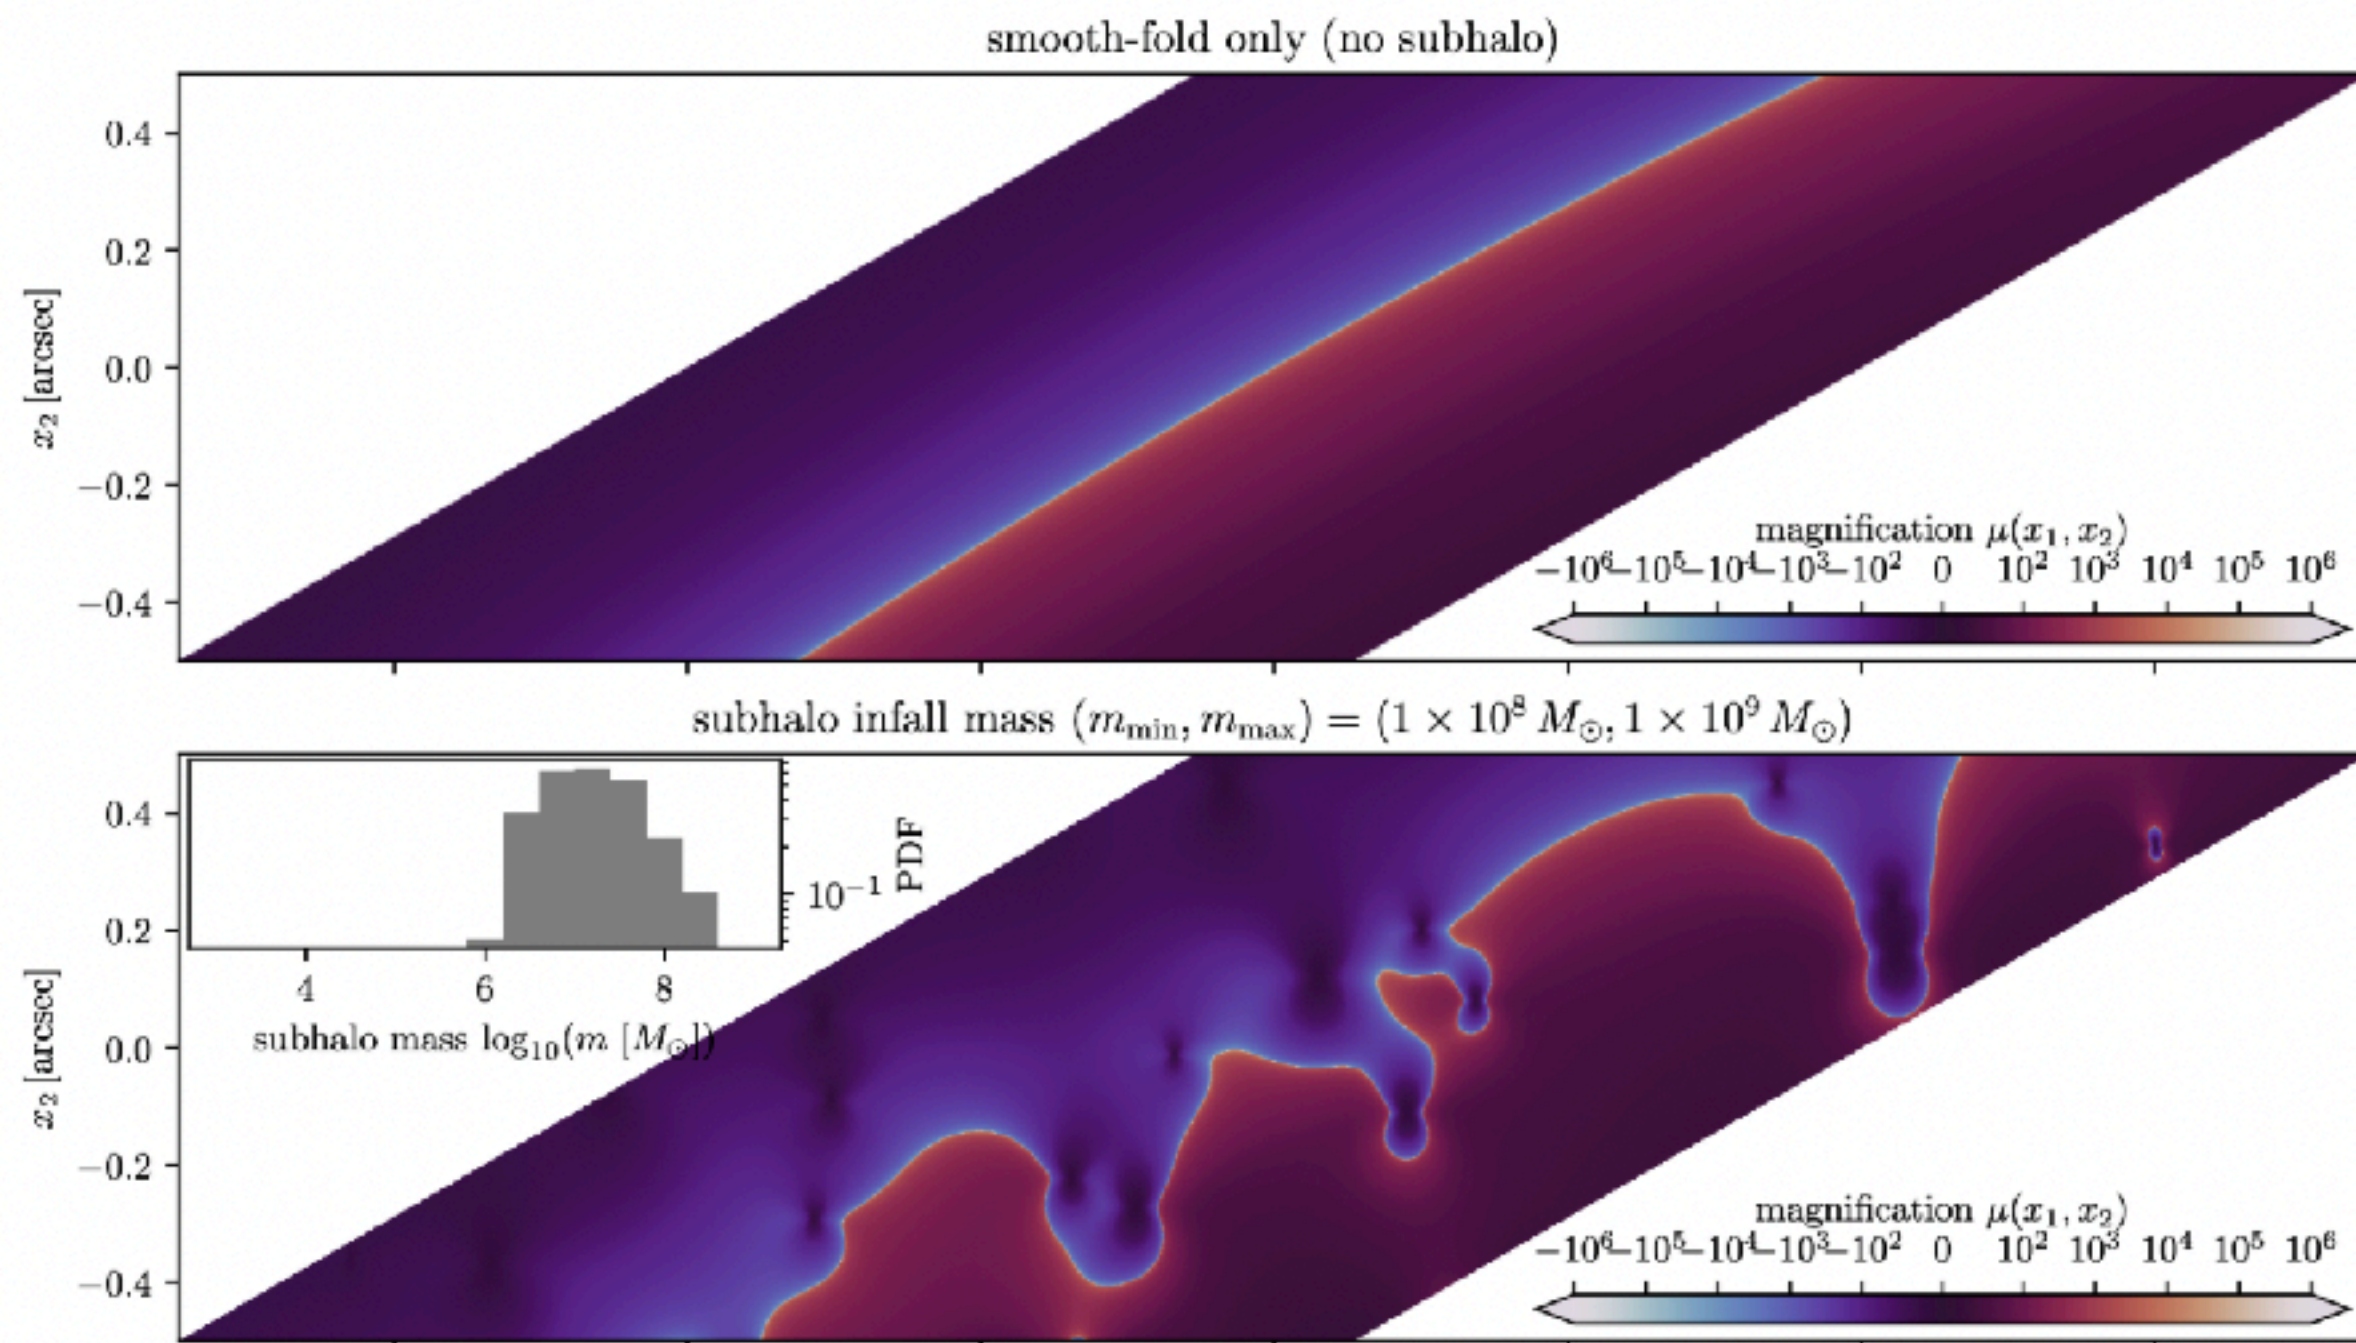 smooth-fold only (no subhalo)
0.4
0.2
0.0
−0.2
−0.4
x₂ [arcsec]
magnification μ(x₁, x₂)
−10⁶ −10⁵ −10⁴ −10³ −10² 0 10² 10³ 10⁴ 10⁵ 10⁶
subhalo infall mass (m_min, m_max) = (1 × 10⁸ M⊙, 1 × 10⁹ M⊙)
0.4
0.2
0.0
−0.2
−0.4
x₂ [arcsec]
10⁻¹
PDF
4 6 8
subhalo mass log₁₀(m [M⊙])
magnification μ(x₁, x₂)
−10⁶ −10⁵ −10⁴ −10³ −10² 0 10² 10³ 10⁴ 10⁵ 10⁶